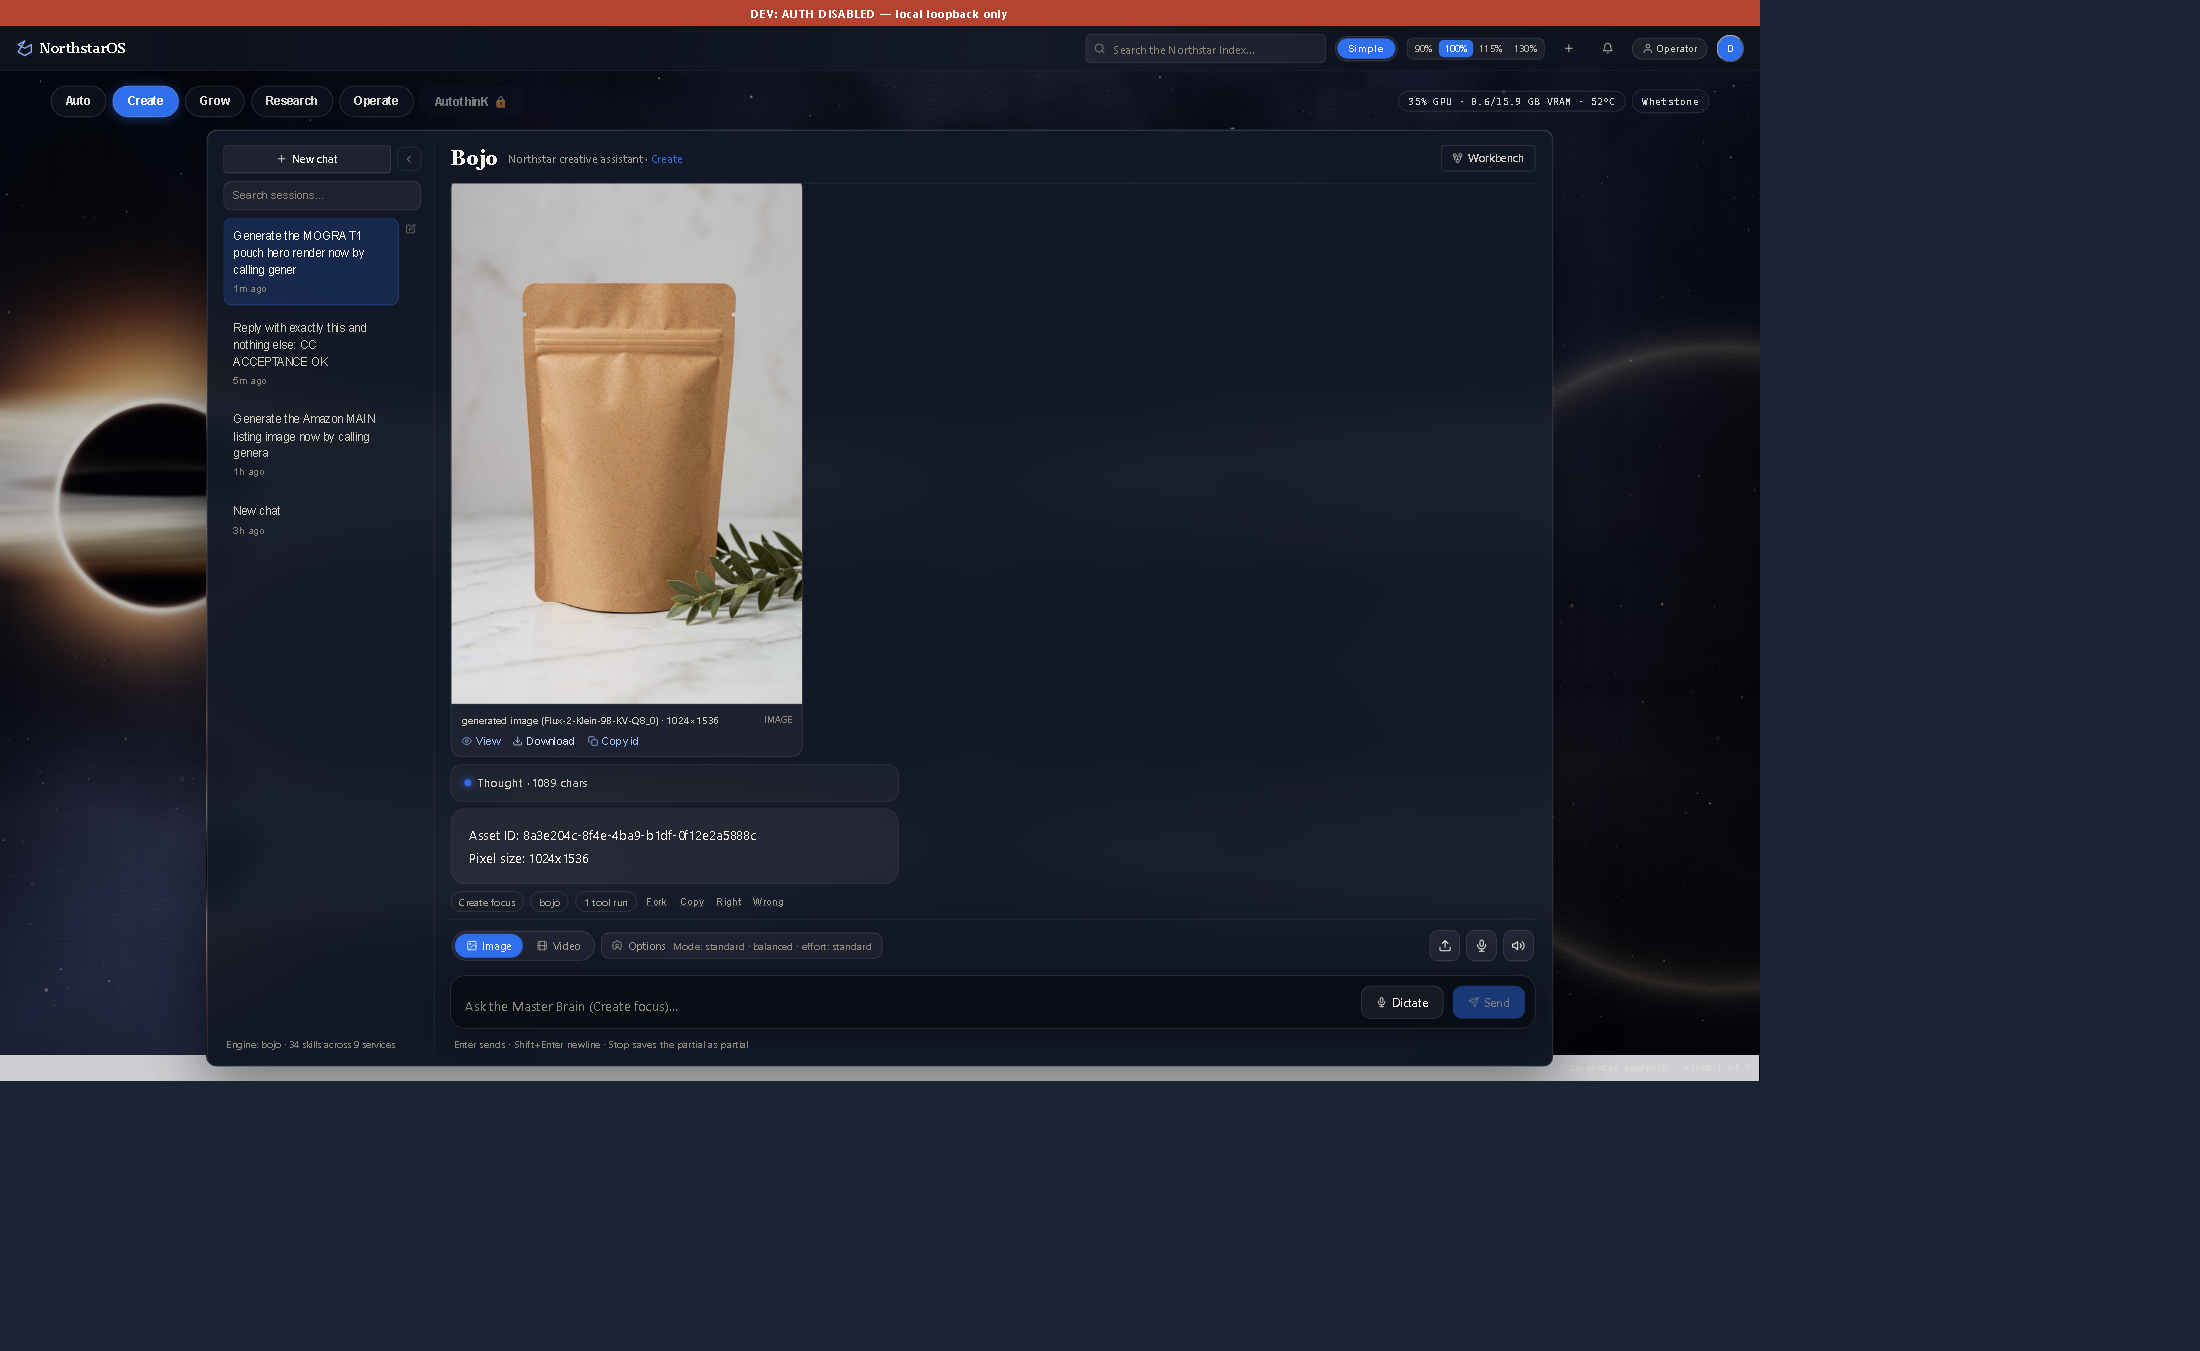 DEV: AUTH DISABLED — local loopback only
NorthstarOS
Search the Northstar Index...
Simple
90% 100% 115% 130%
Operator
D
Auto
Create
Grow
Research
Operate
AutothinK
35% GPU · 8.6/15.9 GB VRAM · 52°C
Whetstone
New chat
Search sessions...
Generate the MOGRA T1
pouch hero render now by
calling gener
1m ago
Reply with exactly this and
nothing else: CC
ACCEPTANCE OK
5m ago
Generate the Amazon MAIN
listing image now by calling
genera
1h ago
New chat
3h ago
Engine: bojo · 34 skills across 9 services
Bojo Northstar creative assistant · Create
Workbench
generated image (Flux-2-Klein-9B-KV-Q8_0) · 1024×1536 IMAGE
View Download Copy id
Thought · 1089 chars
Asset ID: 8a3e204c-8f4e-4ba9-b1df-0f12e2a5888c
Pixel size: 1024x1536
Create focus bojo 1 tool run Fork Copy Right Wrong
Image Video Options Mode: standard · balanced · effort: standard
Ask the Master Brain (Create focus)...
Dictate
Send
Enter sends · Shift+Enter newline · Stop saves the partial as partial